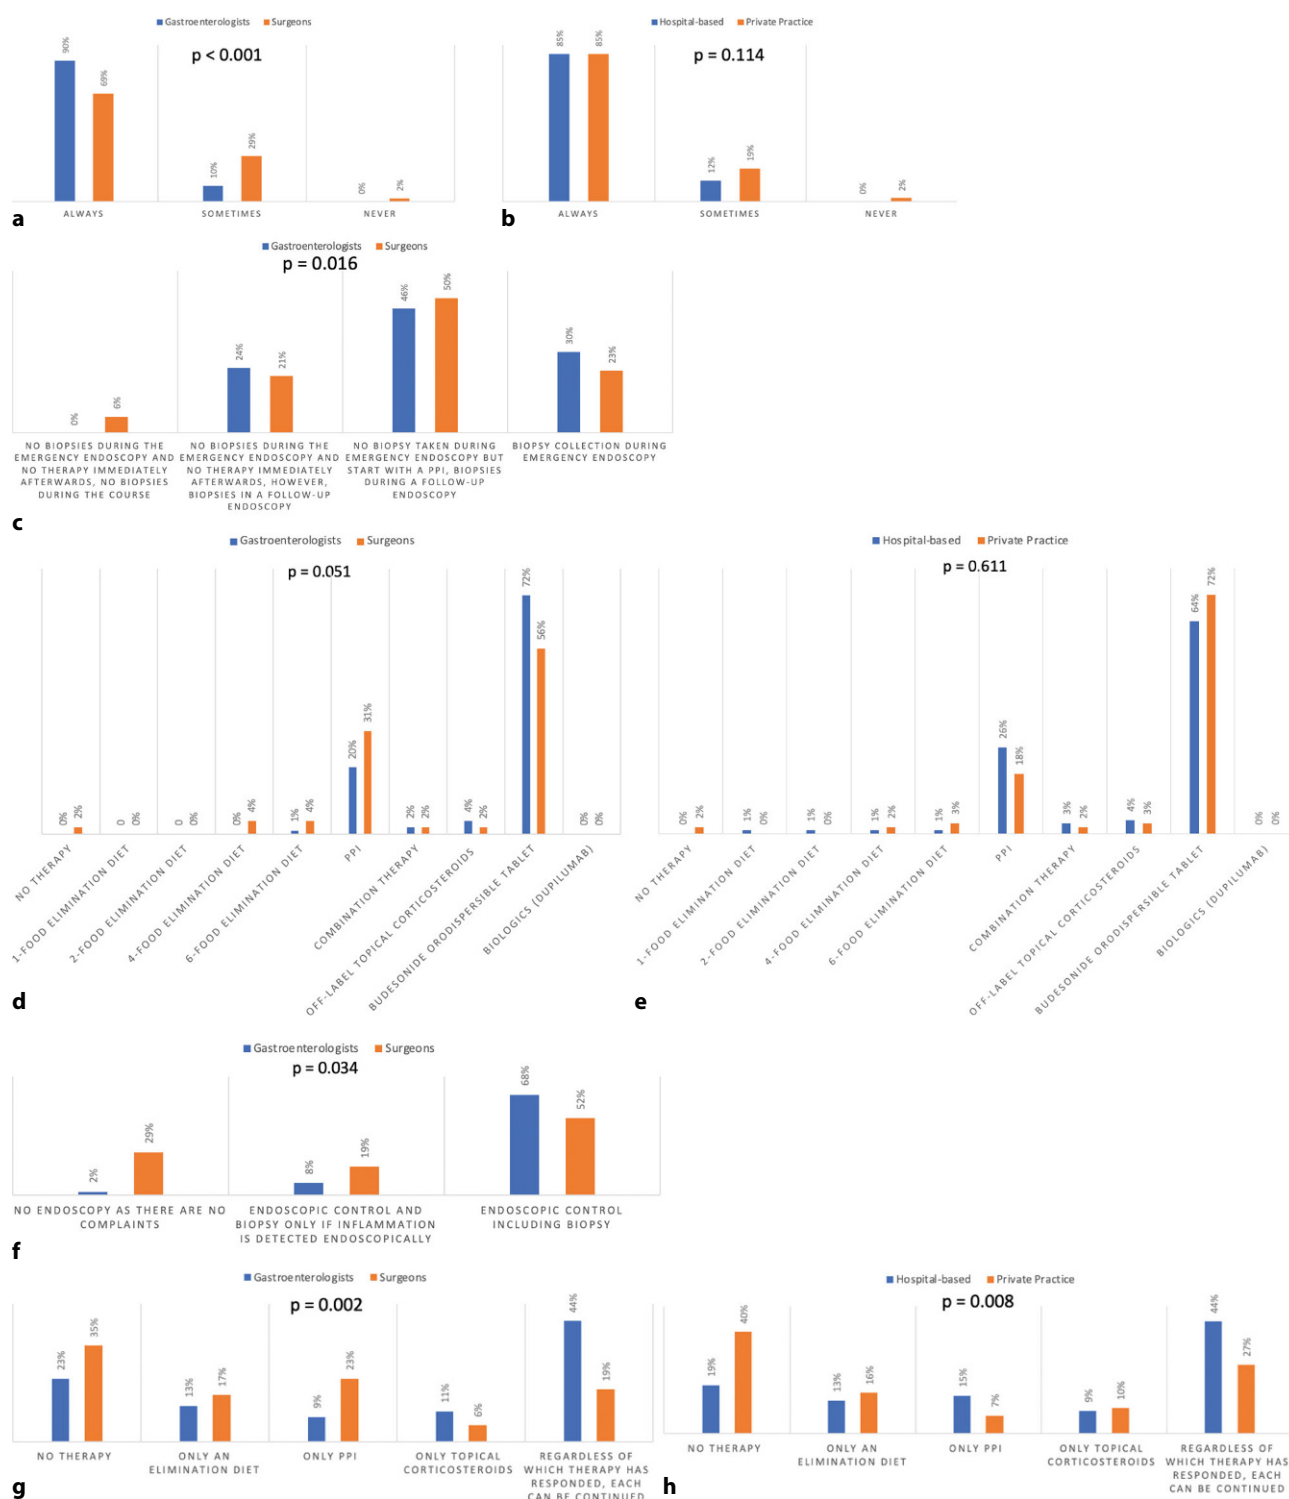 Gastroenterologists Surgeons
p < 0.001
90%
69%
10%
29%
0%
2%
ALWAYS SOMETIMES NEVER
a
Hospital-based Private Practice
p = 0.114
85%
85%
12%
19%
0%
2%
ALWAYS SOMETIMES NEVER
b
Gastroenterologists Surgeons
p = 0.016
0%
6%
24%
21%
46%
50%
30%
23%
NO BIOPSIES DURING THE
EMERGENCY ENDOSCOPY AND
NO THERAPY IMMEDIATELY
AFTERWARDS, NO BIOPSIES
DURING THE COURSE
NO BIOPSIES DURING THE
EMERGENCY ENDOSCOPY AND
NO THERAPY IMMEDIATELY
AFTERWARDS, HOWEVER,
BIOPSIES IN A FOLLOW-UP
ENDOSCOPY
NO BIOPSY TAKEN DURING
EMERGENCY ENDOSCOPY BUT
START WITH A PPI, BIOPSIES
DURING A FOLLOW-UP
ENDOSCOPY
BIOPSY COLLECTION DURING
EMERGENCY ENDOSCOPY
c
Gastroenterologists Surgeons
p = 0.051
0%
2%
0
0%
0
0%
0%
4%
1%
4%
20%
31%
2%
2%
4%
2%
72%
56%
0%
0%
NO THERAPY
1-FOOD ELIMINATION DIET
2-FOOD ELIMINATION DIET
4-FOOD ELIMINATION DIET
6-FOOD ELIMINATION DIET
PPI
COMBINATION THERAPY
OFF-LABEL TOPICAL CORTICOSTEROIDS
BUDESONIDE ORODISPERSIBLE TABLET
BIOLOGICS (DUPILUMAB)
d
Hospital-based Private Practice
p = 0.611
0%
2%
1%
0%
1%
0%
1%
2%
1%
3%
26%
18%
3%
2%
4%
3%
64%
72%
0%
0%
NO THERAPY
1-FOOD ELIMINATION DIET
2-FOOD ELIMINATION DIET
4-FOOD ELIMINATION DIET
6-FOOD ELIMINATION DIET
PPI
COMBINATION THERAPY
OFF-LABEL TOPICAL CORTICOSTEROIDS
BUDESONIDE ORODISPERSIBLE TABLET
BIOLOGICS (DUPILUMAB)
e
Gastroenterologists Surgeons
p = 0.034
2%
29%
8%
19%
68%
52%
NO ENDOSCOPY AS THERE ARE NO
COMPLAINTS
ENDOSCOPIC CONTROL AND
BIOPSY ONLY IF INFLAMMATION
IS DETECTED ENDOSCOPICALLY
ENDOSCOPIC CONTROL
INCLUDING BIOPSY
f
Gastroenterologists Surgeons
p = 0.002
23%
35%
13%
17%
9%
23%
11%
6%
44%
19%
NO THERAPY
ONLY AN
ELIMINATION DIET
ONLY PPI
ONLY TOPICAL
CORTICOSTEROIDS
REGARDLESS OF
WHICH THERAPY HAS
RESPONDED, EACH
CAN BE CONTINUED
g
Hospital-based Private Practice
p = 0.008
19%
40%
13%
16%
15%
7%
9%
10%
44%
27%
NO THERAPY
ONLY AN
ELIMINATION DIET
ONLY PPI
ONLY TOPICAL
CORTICOSTEROIDS
REGARDLESS OF
WHICH THERAPY HAS
RESPONDED, EACH
CAN BE CONTINUED
h